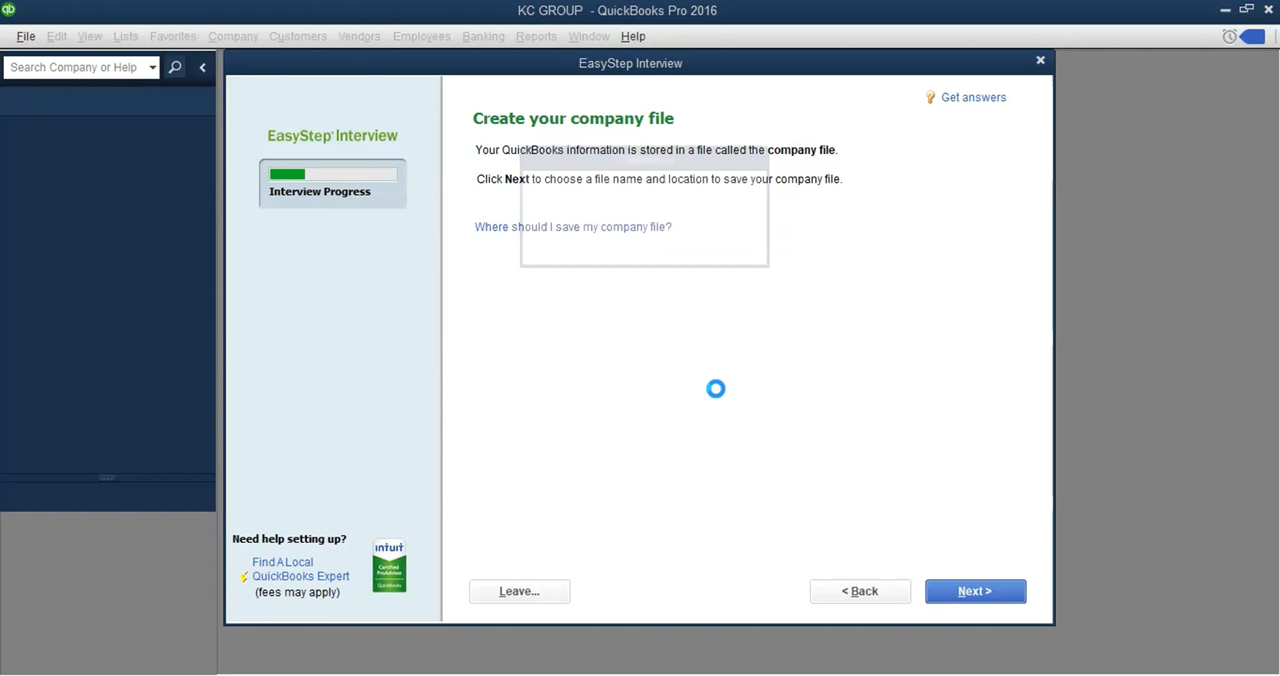 qb
KC GROUP - QuickBooks Pro 2016
File Edit View Lists Favorites Company Customers Vendors Employees Banking Reports Window Help
Search Company or Help
EasyStep Interview
Get answers
EasyStep Interview
Interview Progress
Create your company file
Your QuickBooks information is stored in a file called the company file.
Click Next to choose a file name and location to save your company file.
Where should I save my company file?
Need help setting up?
Find A Local
QuickBooks Expert
(fees may apply)
intuit
Certified
ProAdvisor
QuickBooks
Leave...
< Back
Next >